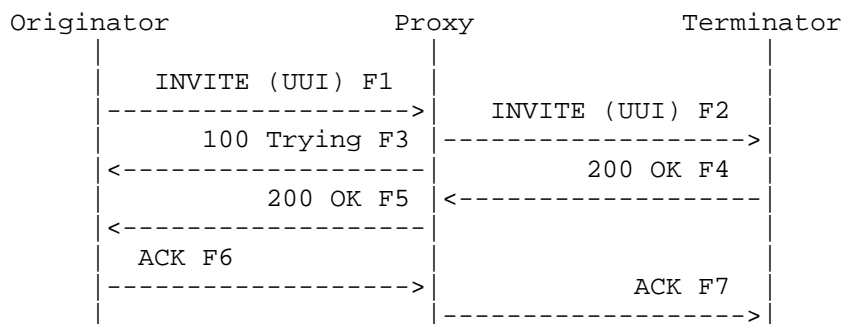 Originator Proxy Terminator
INVITE (UUI) F1
INVITE (UUI) F2
100 Trying F3
200 OK F4
200 OK F5
ACK F6
ACK F7